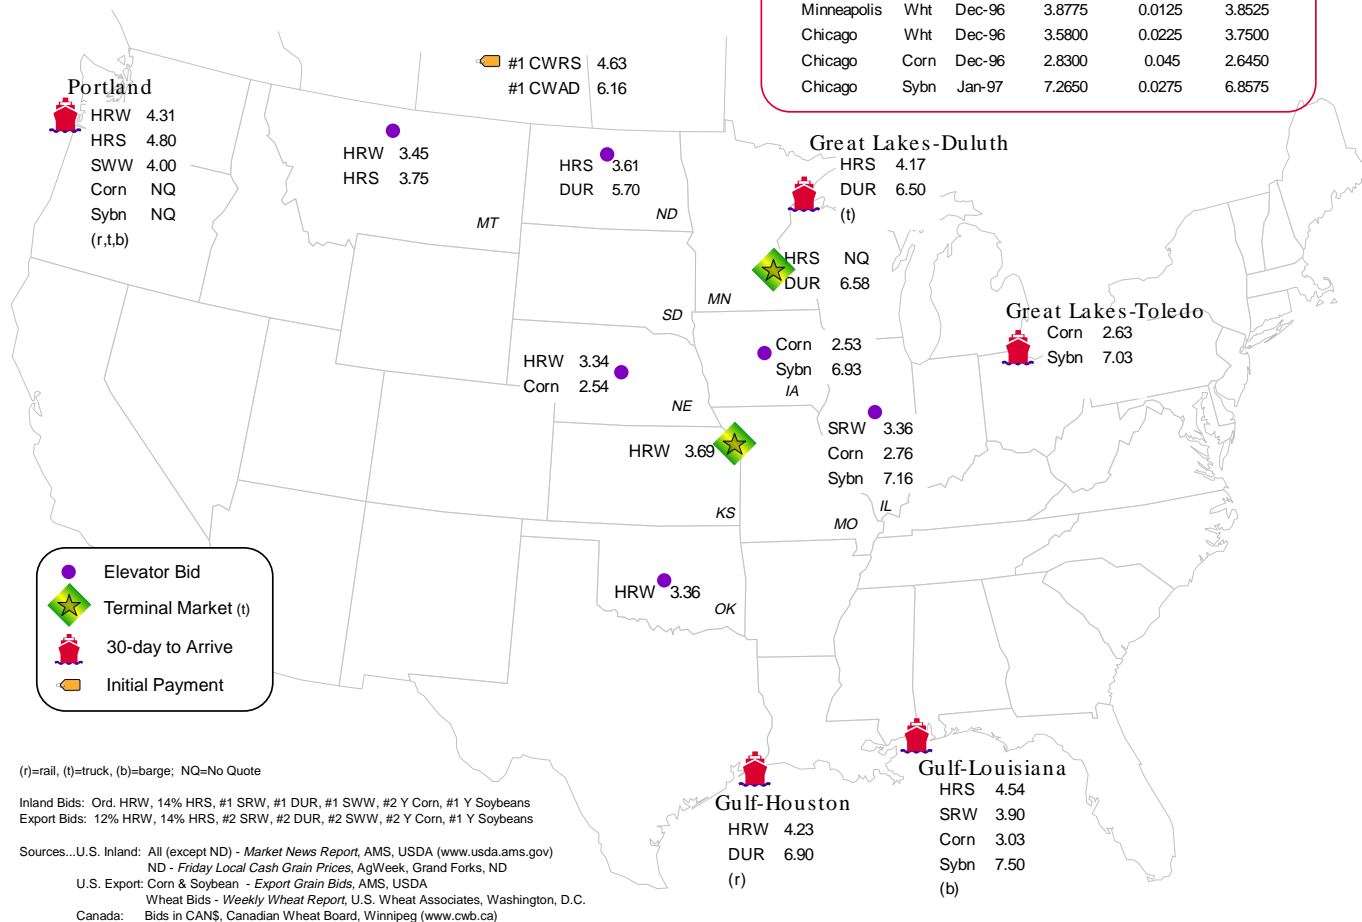 Minneapolis Wht Dec-96 3.8775 0.0125 3.8525
Chicago Wht Dec-96 3.5800 0.0225 3.7500
Chicago Corn Dec-96 2.8300 0.045 2.6450
Chicago Sybn Jan-97 7.2650 0.0275 6.8575
#1 CWRS 4.63
#1 CWAD 6.16
Portland
HRW 4.31
HRS 4.80
SWW 4.00
Corn NQ
Sybn NQ
(r,t,b)
HRW 3.45
HRS 3.75
MT
HRS 3.61
DUR 5.70
ND
Great Lakes-Duluth
HRS 4.17
DUR 6.50
(t)
HRS NQ
DUR 6.58
MN
SD
Great Lakes-Toledo
Corn 2.63
Sybn 7.03
HRW 3.34
Corn 2.54
NE
Corn 2.53
Sybn 6.93
IA
SRW 3.36
Corn 2.76
Sybn 7.16
IL
HRW 3.69
KS
MO
HRW 3.36
OK
Elevator Bid
Terminal Market (t)
30-day to Arrive
Initial Payment
Gulf-Houston
HRW 4.23
DUR 6.90
(r)
Gulf-Louisiana
HRS 4.54
SRW 3.90
Corn 3.03
Sybn 7.50
(b)
(r)=rail, (t)=truck, (b)=barge; NQ=No Quote
Inland Bids: Ord. HRW, 14% HRS, #1 SRW, #1 DUR, #1 SWW, #2 Y Corn, #1 Y Soybeans
Export Bids: 12% HRW, 14% HRS, #2 SRW, #2 DUR, #2 SWW, #2 Y Corn, #1 Y Soybeans
Sources...U.S. Inland: All (except ND) - Market News Report, AMS, USDA (www.usda.ams.gov)
ND - Friday Local Cash Grain Prices, AgWeek, Grand Forks, ND
U.S. Export: Corn & Soybean - Export Grain Bids, AMS, USDA
Wheat Bids - Weekly Wheat Report, U.S. Wheat Associates, Washington, D.C.
Canada: Bids in CAN$, Canadian Wheat Board, Winnipeg (www.cwb.ca)